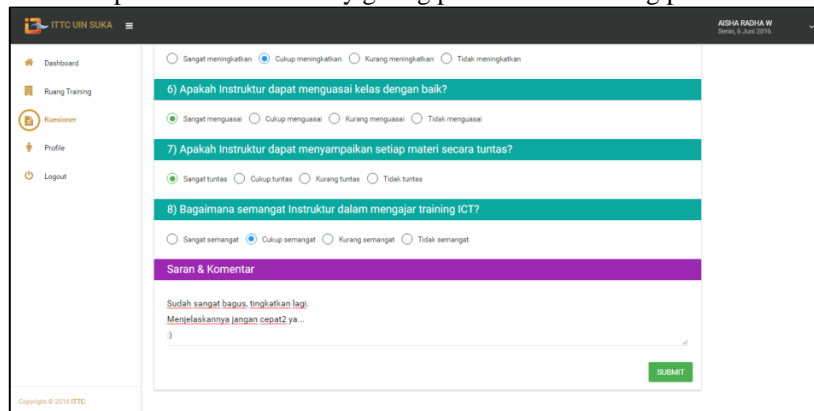 ITTC UIN SUKA
AISHA RADHA W
Senin, 6 Juni 2016
Dashboard
Ruang Training
Kuesioner
Profile
Logout
Sangat meningkatkan Cukup meningkatkan Kurang meningkatkan Tidak meningkatkan
6) Apakah Instruktur dapat menguasai kelas dengan baik?
Sangat menguasai Cukup menguasai Kurang menguasai Tidak menguasai
7) Apakah Instruktur dapat menyampaikan setiap materi secara tuntas?
Sangat tuntas Cukup tuntas Kurang tuntas Tidak tuntas
8) Bagaimana semangat Instruktur dalam mengajar training ICT?
Sangat semangat Cukup semangat Kurang semangat Tidak semangat
Saran & Komentar
Sudah sangat bagus, tingkatkan lagi.
Menjelaskannya jangan cepat2 ya...
:)
SUBMIT
Copyright © 2016 ITTC